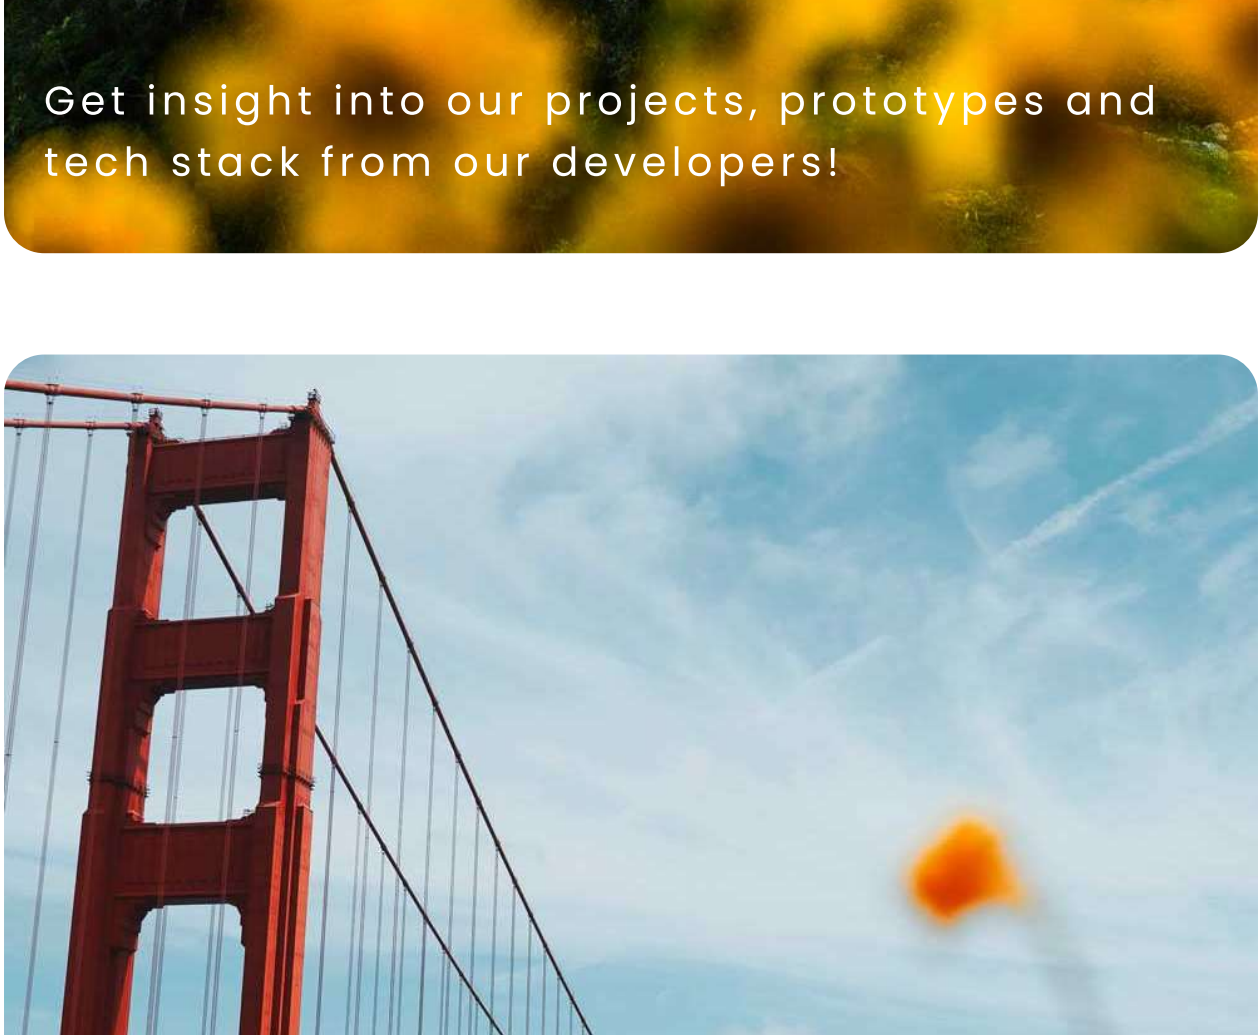 Get insight into our projects, prototypes and
tech stack from our developers!